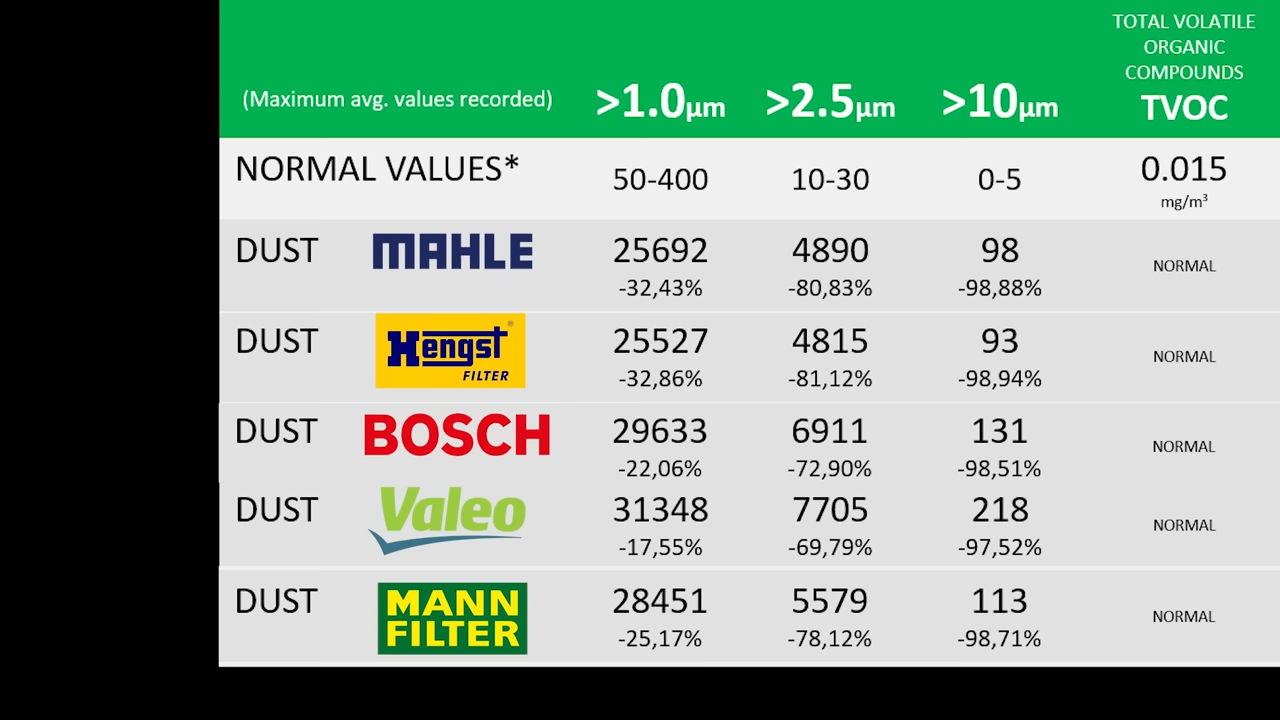 TOTAL VOLATILE
ORGANIC
COMPOUNDS
(Maximum avg. values recorded) >1.0µm >2.5µm >10µm TVOC
NORMAL VALUES* 50-400 10-30 0-5 0.015
mg/m³
DUST MAHLE 25692 4890 98 NORMAL
-32,43% -80,83% -98,88%
DUST Hengst® FILTER 25527 4815 93 NORMAL
-32,86% -81,12% -98,94%
DUST BOSCH 29633 6911 131 NORMAL
-22,06% -72,90% -98,51%
DUST Valeo 31348 7705 218 NORMAL
-17,55% -69,79% -97,52%
DUST MANN FILTER 28451 5579 113 NORMAL
-25,17% -78,12% -98,71%